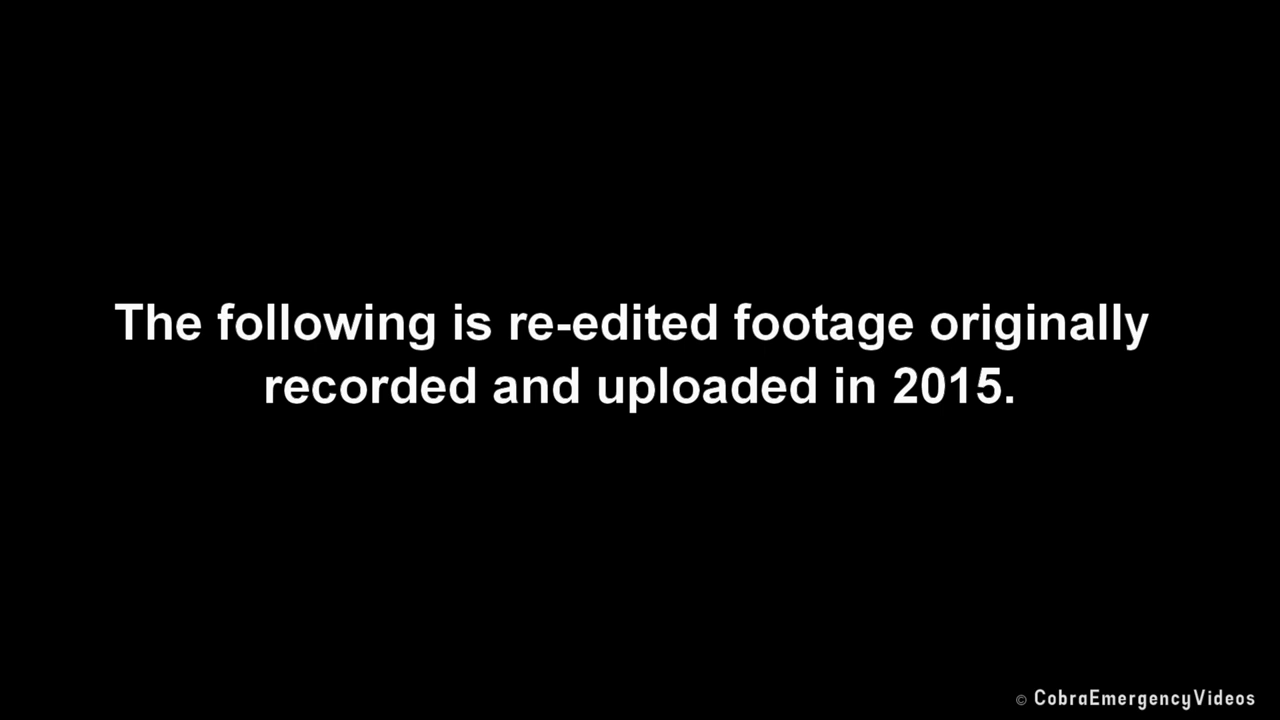 The following is re-edited footage originally
recorded and uploaded in 2015.
© CobraEmergencyVideos